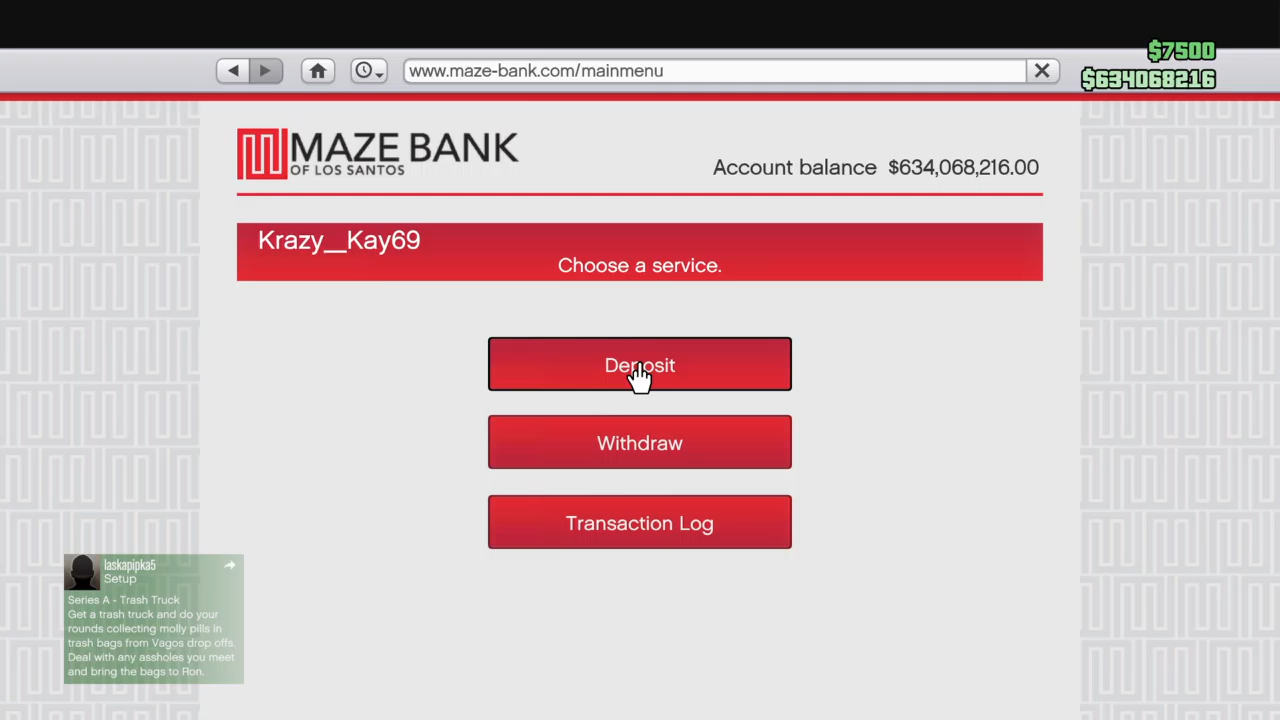 $7500
www.maze-bank.com/mainmenu
$634068216
MAZE BANK
OF LOS SANTOS
Account balance $634,068,216.00
Krazy__Kay69
Choose a service.
Deposit
Withdraw
Transaction Log
laskapipka5
Setup
Series A - Trash Truck
Get a trash truck and do your
rounds collecting molly pills in
trash bags from Vagos drop offs.
Deal with any assholes you meet
and bring the bags to Ron.